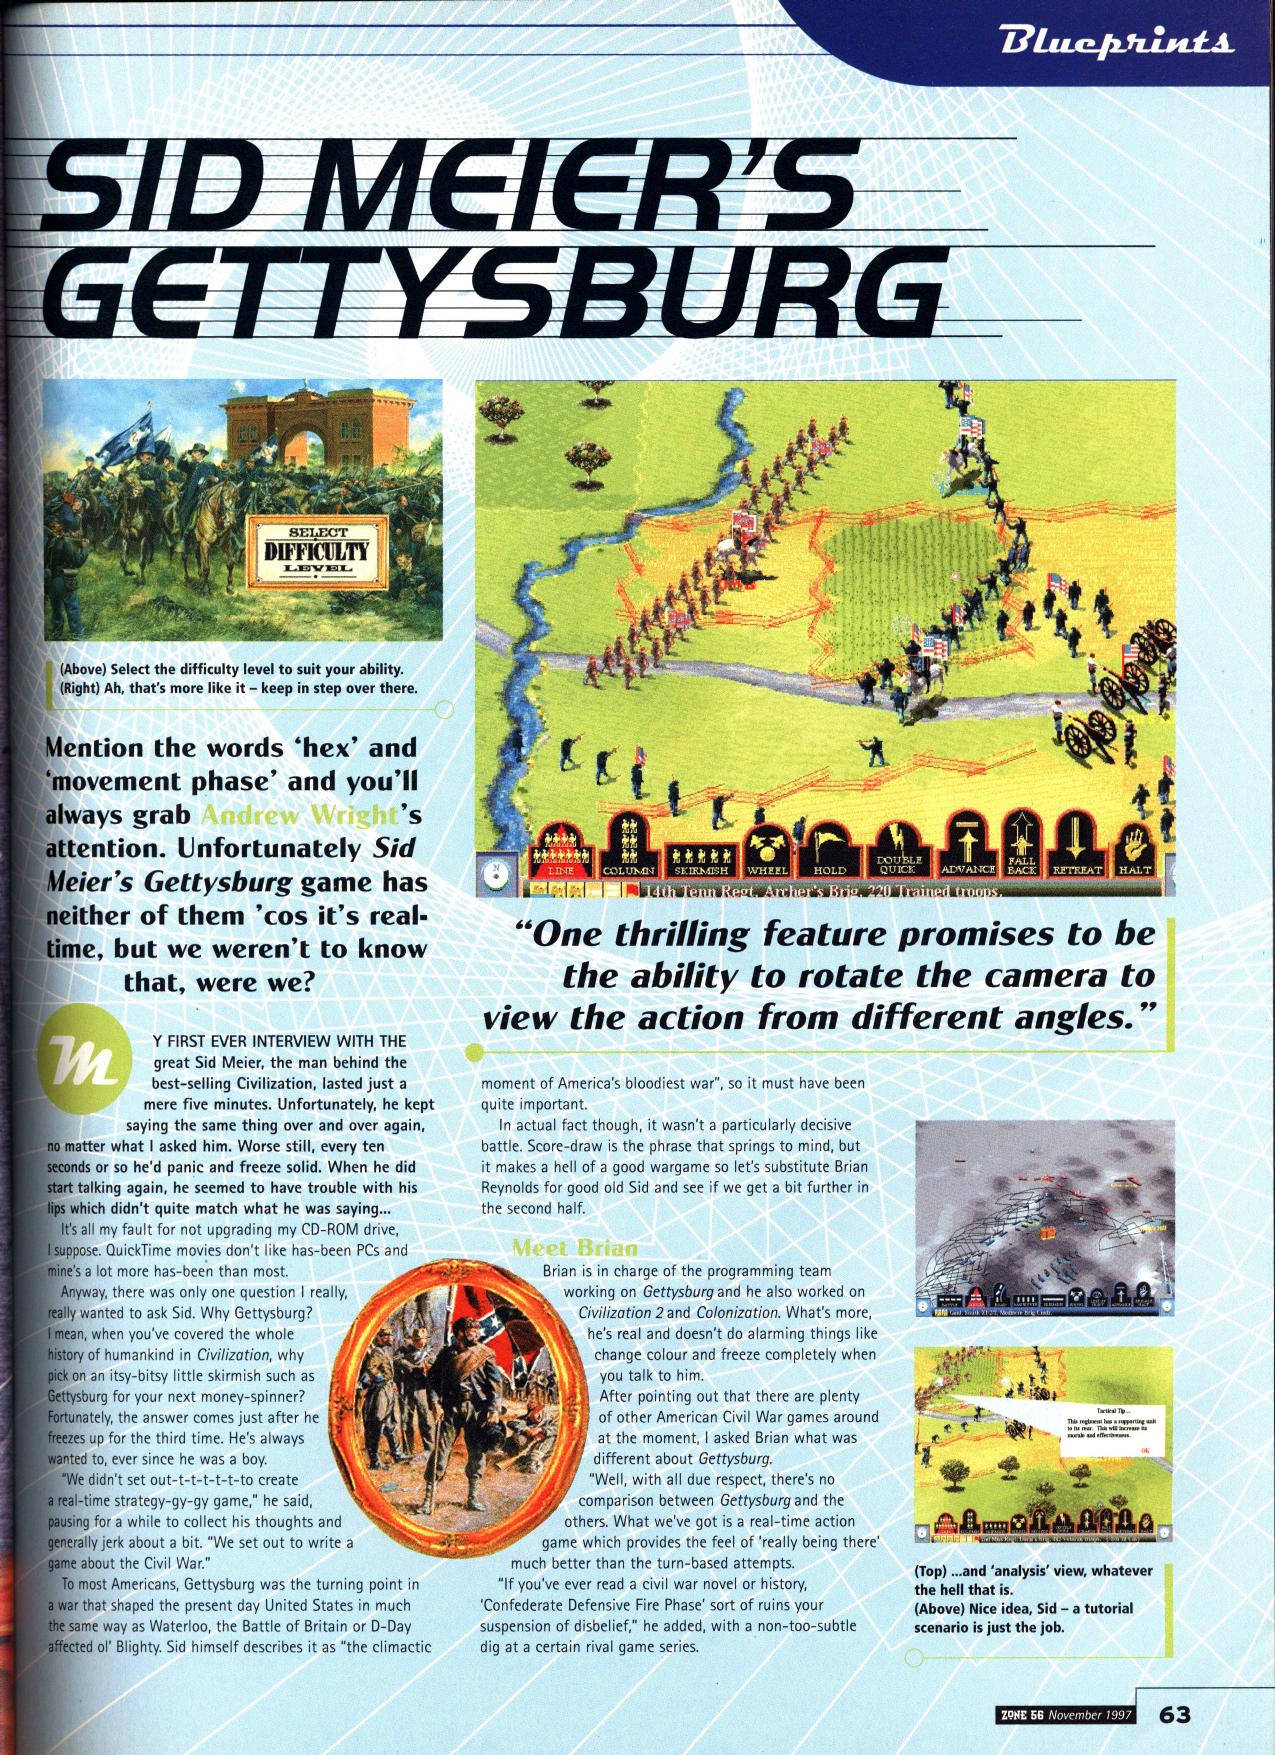 Blueprints
SID MEIER'S
GETTYSBURG
SELECT
DIFFICULTY
LEVEL
(Above) Select the difficulty level to suit your ability.
(Right) Ah, that's more like it – keep in step over there.
Mention the words 'hex' and
'movement phase' and you'll
always grab Andrew Wright's
attention. Unfortunately Sid
Meier's Gettysburg game has
neither of them 'cos it's real-
time, but we weren't to know
that, were we?
MY FIRST EVER INTERVIEW WITH THE
great Sid Meier, the man behind the
best-selling Civilization, lasted just a
mere five minutes. Unfortunately, he kept
saying the same thing over and over again,
no matter what I asked him. Worse still, every ten
seconds or so he'd panic and freeze solid. When he did
start talking again, he seemed to have trouble with his
lips which didn't quite match what he was saying...
It's all my fault for not upgrading my CD-ROM drive,
I suppose. QuickTime movies don't like has-been PCs and
mine's a lot more has-been than most.
Anyway, there was only one question I really,
really wanted to ask Sid. Why Gettysburg?
I mean, when you've covered the whole
history of humankind in Civilization, why
pick on an itsy-bitsy little skirmish such as
Gettysburg for your next money-spinner?
Fortunately, the answer comes just after he
freezes up for the third time. He's always
wanted to, ever since he was a boy.
"We didn't set out-t-t-t-t-t-to create
a real-time strategy-gy-gy game," he said,
pausing for a while to collect his thoughts and
generally jerk about a bit. "We set out to write a
game about the Civil War."
To most Americans, Gettysburg was the turning point in
a war that shaped the present day United States in much
the same way as Waterloo, the Battle of Britain or D-Day
affected ol' Blighty. Sid himself describes it as "the climactic
N
LINE
COLUMN
SKIRMISH
WHEEL
HOLD
DOUBLE
QUICK
ADVANCE
FALL
BACK
RETREAT
HALT
14th Tenn Regt, Archer's Brig, 220 Trained troops.
"One thrilling feature promises to be
the ability to rotate the camera to
view the action from different angles."
moment of America's bloodiest war", so it must have been
quite important.
In actual fact though, it wasn't a particularly decisive
battle. Score-draw is the phrase that springs to mind, but
it makes a hell of a good wargame so let's substitute Brian
Reynolds for good old Sid and see if we get a bit further in
the second half.
Meet Brian
Brian is in charge of the programming team
working on Gettysburg and he also worked on
Civilization 2 and Colonization. What's more,
he's real and doesn't do alarming things like
change colour and freeze completely when
you talk to him.
After pointing out that there are plenty
of other American Civil War games around
at the moment, I asked Brian what was
different about Gettysburg.
"Well, with all due respect, there's no
comparison between Gettysburg and the
others. What we've got is a real-time action
game which provides the feel of 'really being there'
much better than the turn-based attempts.
"If you've ever read a civil war novel or history,
'Confederate Defensive Fire Phase' sort of ruins your
suspension of disbelief," he added, with a non-too-subtle
dig at a certain rival game series.
Tactical Tip...
This regiment has a supporting unit
to its rear. This will increase its
morale and effectiveness.
OK
(Top) ...and 'analysis' view, whatever
the hell that is.
(Above) Nice idea, Sid – a tutorial
scenario is just the job.
ZONE 56 November 1997
63